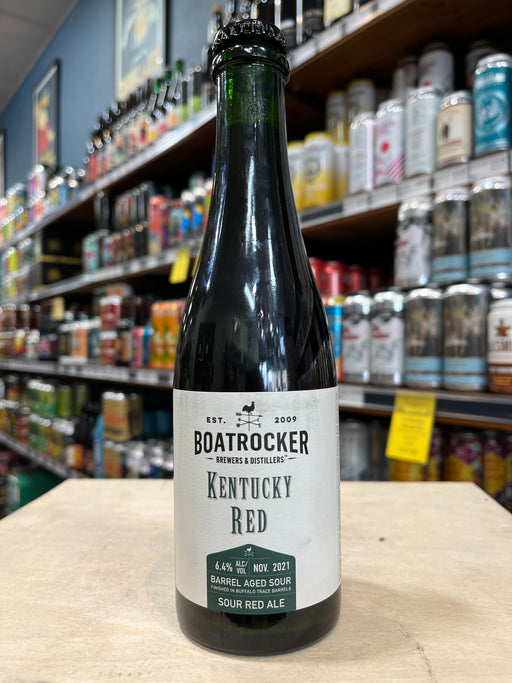 EST. 2009
BOATROCKER
BREWERS & DISTILLERS™
KENTUCKY
RED
6.4% ALC/VOL NOV. 2021
BARREL AGED SOUR
FINISHED IN BUFFALO TRACE BARRELS
SOUR RED ALE